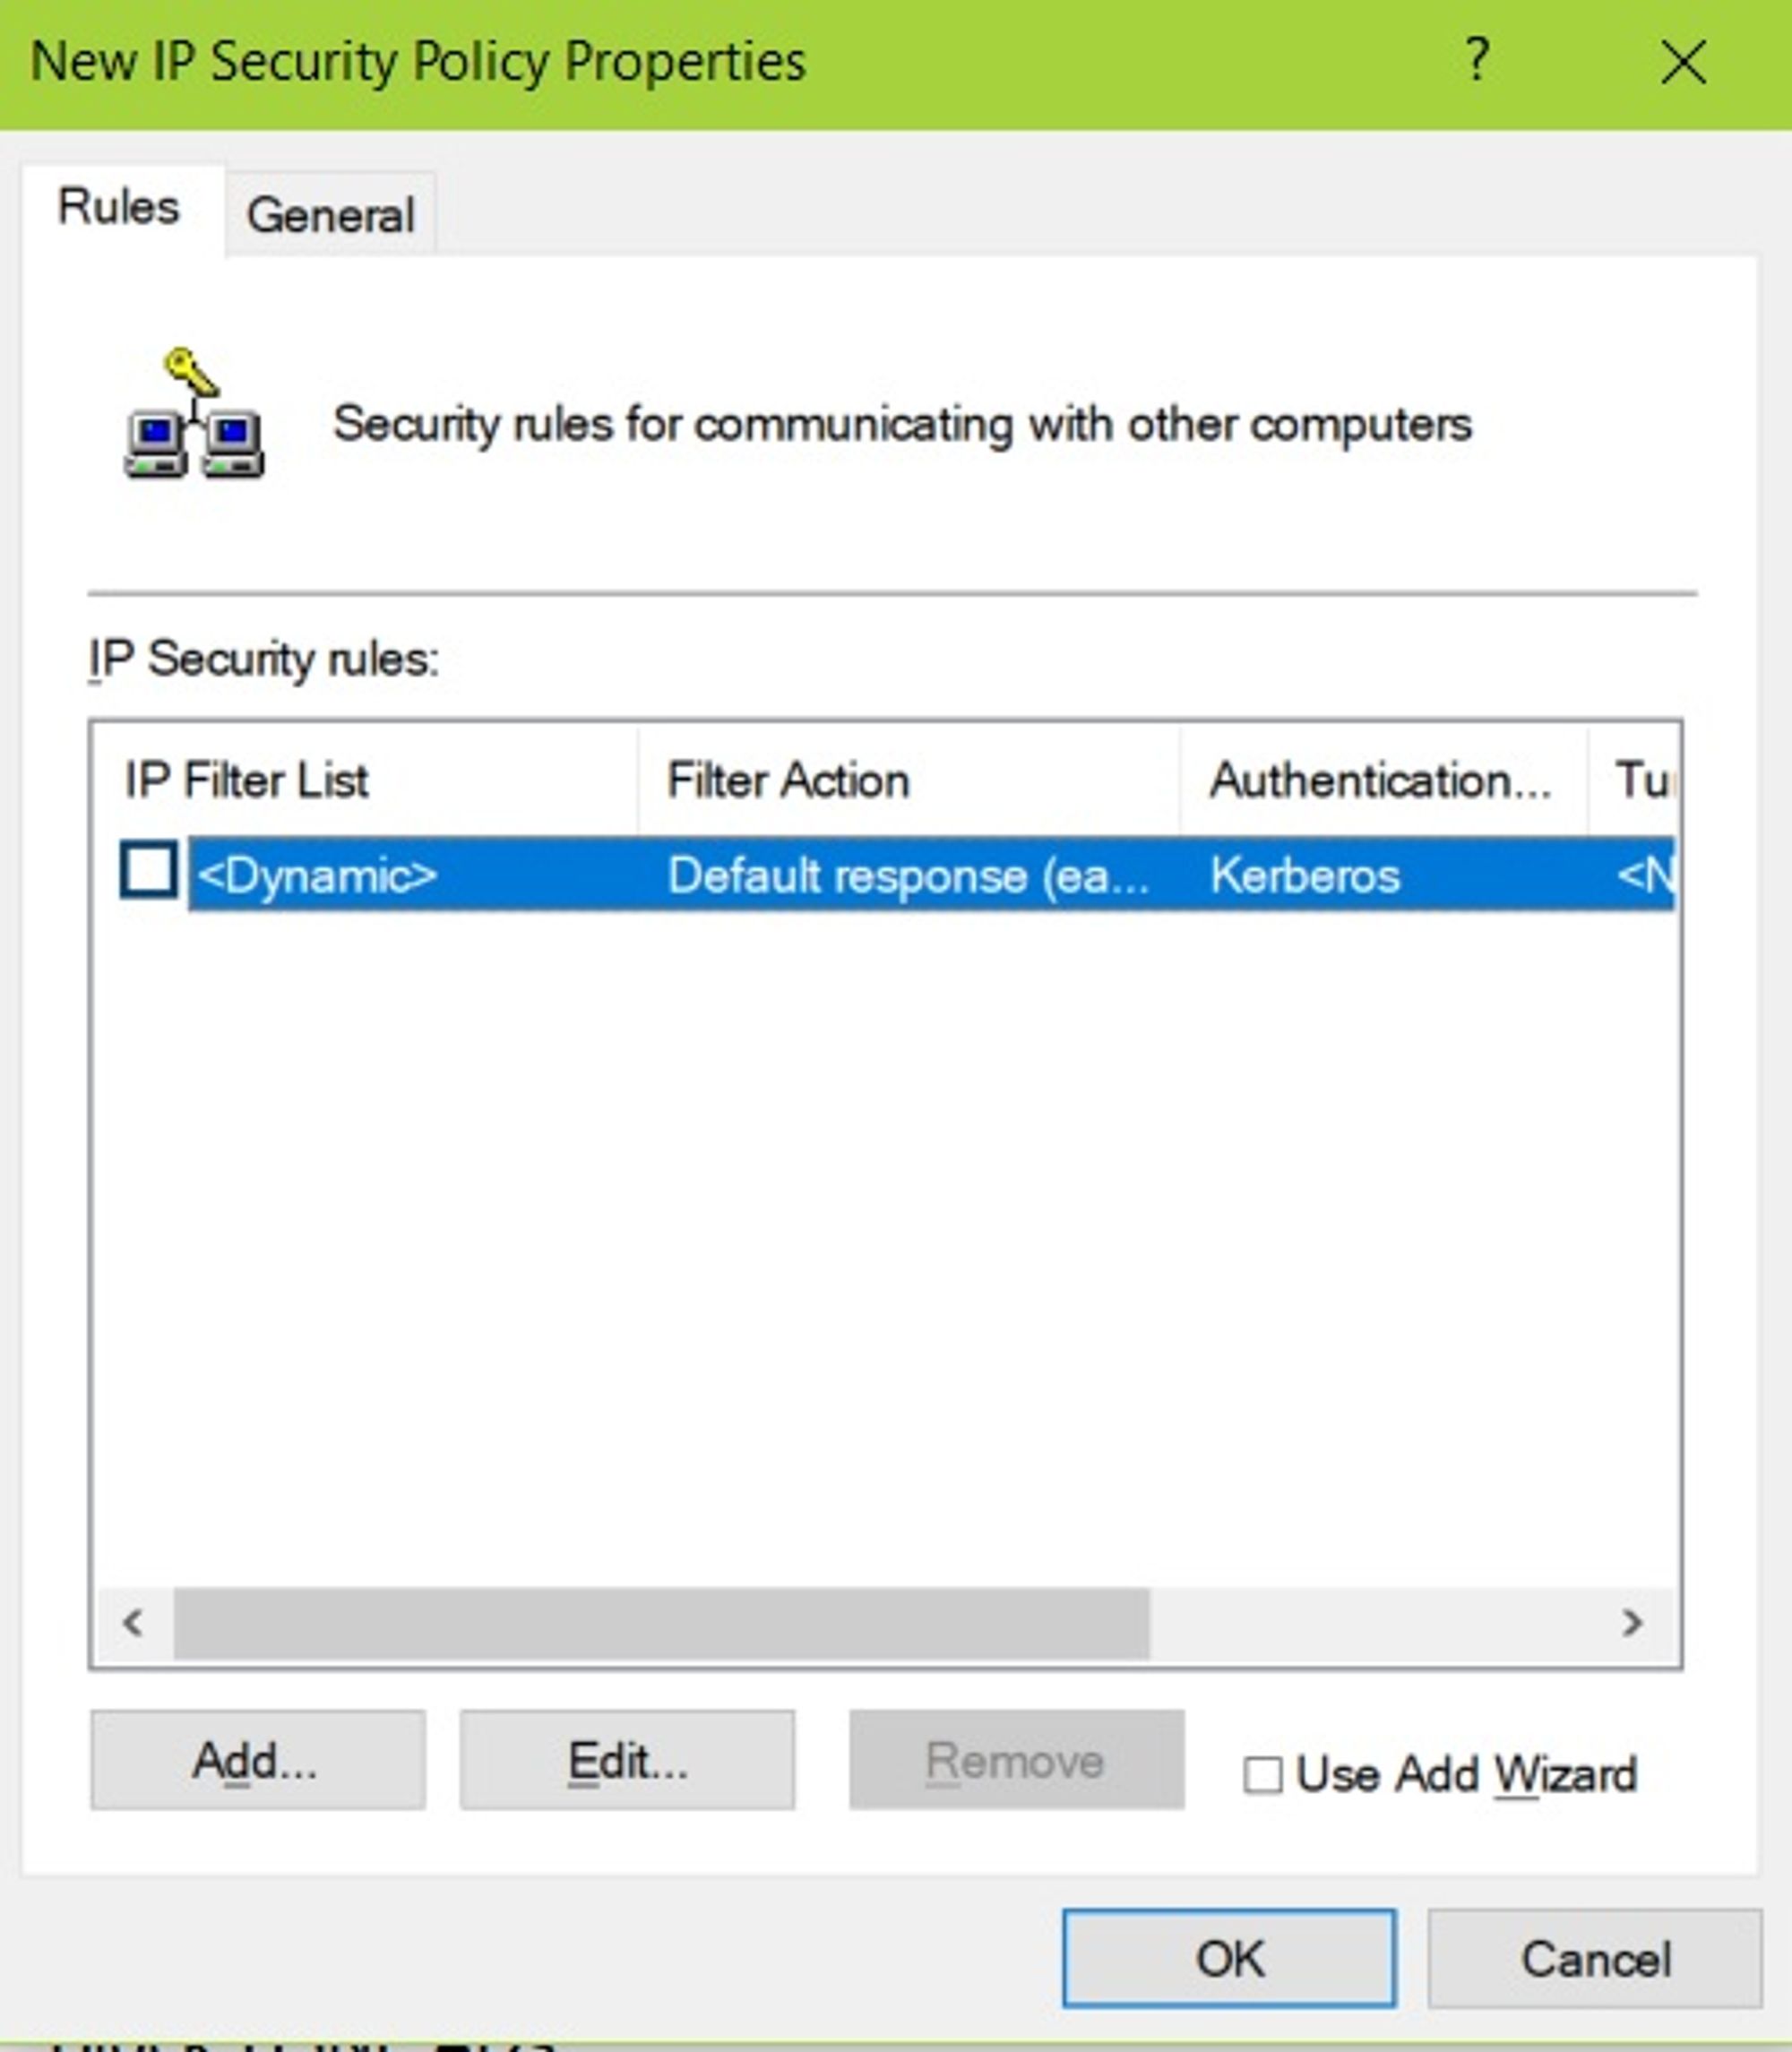 New IP Security Policy Properties ?
Rules General
Security rules for communicating with other computers
IP Security rules:
IP Filter List Filter Action Authentication...
<Dynamic> Default response (ea... Kerberos
Add... Edit... Remove Use Add Wizard
OK Cancel